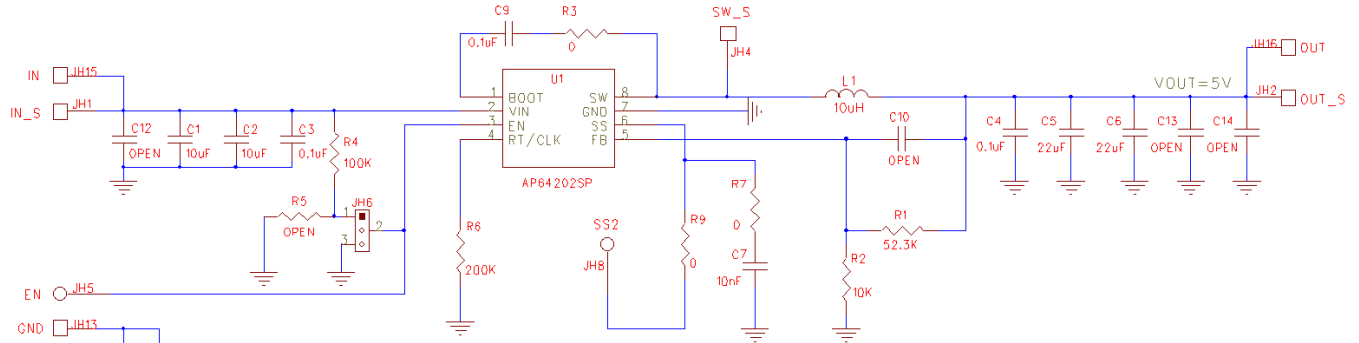 C9
0.1uF
R3
0
SW_S
JH4
IN
JH15
IN_S
JH1
U1
1 BOOT SW 8
2 VIN GND 7
3 EN SS 6
4 RT/CLK FB 5
AP64202SP
L1
10uH
VOUT=5V
JH16
OUT
JH2
OUT_S
C12
OPEN
C1
10uF
C2
10uF
C3
0.1uF
R4
100K
C10
OPEN
C4
0.1uF
C5
22uF
C6
22uF
C13
OPEN
C14
OPEN
R5
OPEN
JH6
1
2
3
R6
200K
SS2
JH8
R9
0
R7
0
C7
10nF
R1
52.3K
R2
10K
EN
JH5
GND
JH13